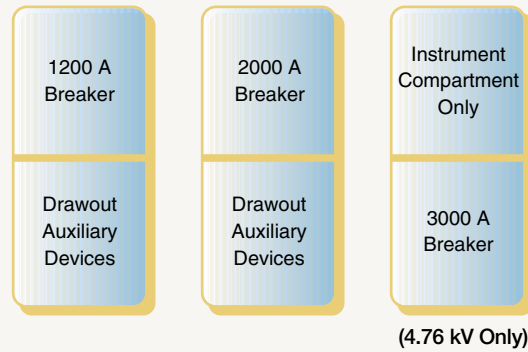 1200 A
Breaker
Drawout
Auxiliary
Devices
2000 A
Breaker
Drawout
Auxiliary
Devices
Instrument
Compartment
Only
3000 A
Breaker
(4.76 kV Only)